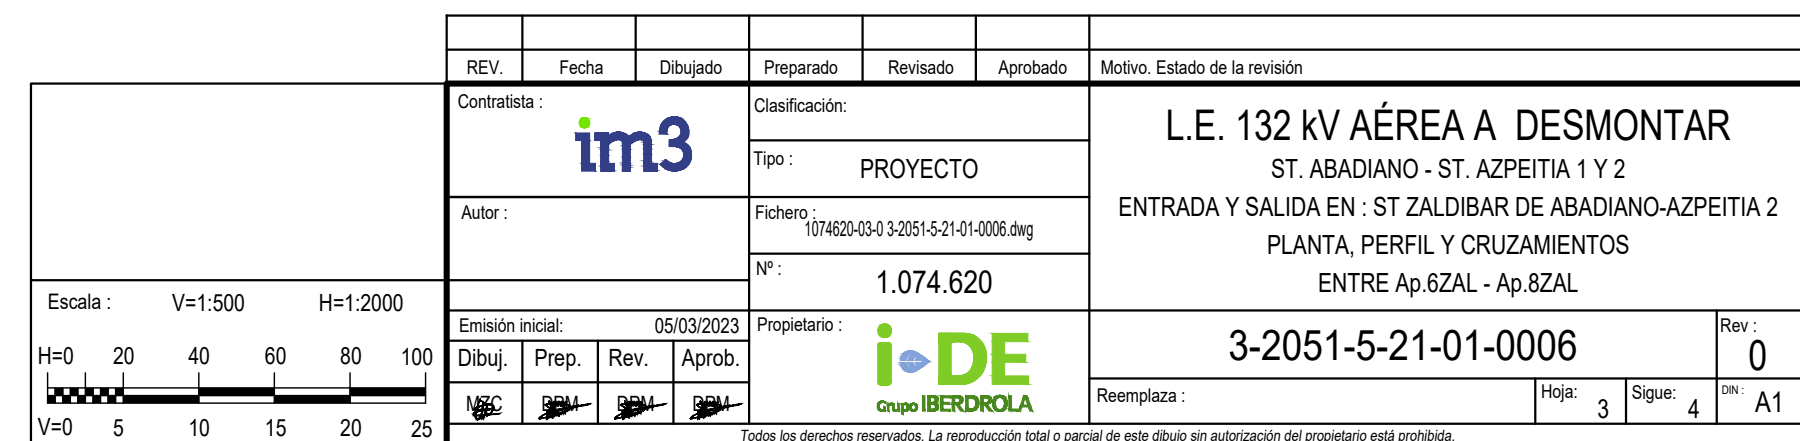 REV. Fecha Dibujado Preparado Revisado Aprobado Motivo. Estado de la revisión
Contratista :
im3
Clasificación:
Tipo :
PROYECTO
L.E. 132 kV AÉREA A DESMONTAR
ST. ABADIANO - ST. AZPEITIA 1 Y 2
ENTRADA Y SALIDA EN : ST ZALDIBAR DE ABADIANO-AZPEITIA 2
PLANTA, PERFIL Y CRUZAMIENTOS
ENTRE Ap.6ZAL - Ap.8ZAL
Autor :
Fichero :
1074620-03-0 3-2051-5-21-01-0006.dwg
Nº :
1.074.620
Escala : V=1:500 H=1:2000
H=0 20 40 60 80 100
V=0 5 10 15 20 25
Emisión inicial: 05/03/2023
Dibuj. Prep. Rev. Aprob.
MZC DPM DPM DPM
Propietario :
i-DE
Grupo IBERDROLA
3-2051-5-21-01-0006
Rev :
0
Reemplaza :
Hoja: 3
Sigue: 4
DIN : A1
Todos los derechos reservados. La reproducción total o parcial de este dibujo sin autorización del propietario está prohibida.